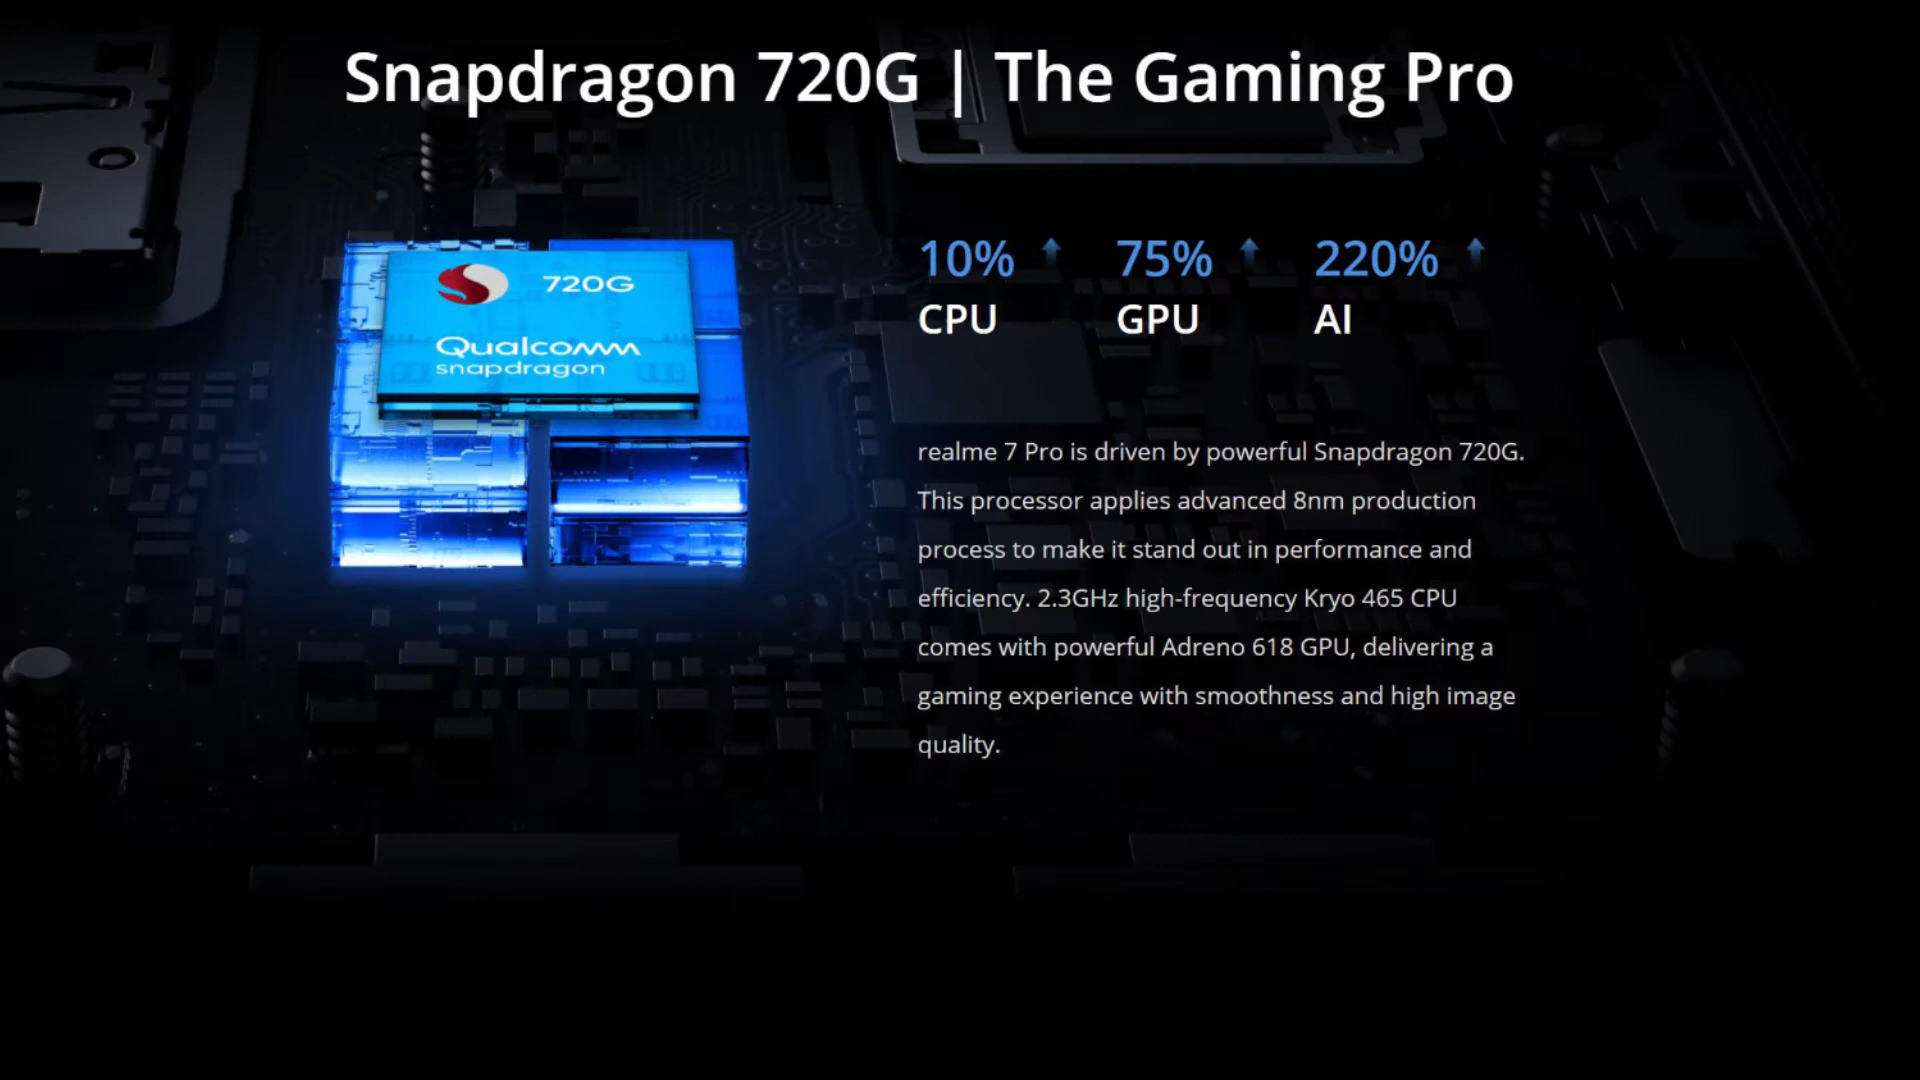 Snapdragon 720G | The Gaming Pro
720G
Qualcomm
snapdragon
10% 75% 220%
CPU GPU AI
realme 7 Pro is driven by powerful Snapdragon 720G.
This processor applies advanced 8nm production
process to make it stand out in performance and
efficiency. 2.3GHz high-frequency Kryo 465 CPU
comes with powerful Adreno 618 GPU, delivering a
gaming experience with smoothness and high image
quality.